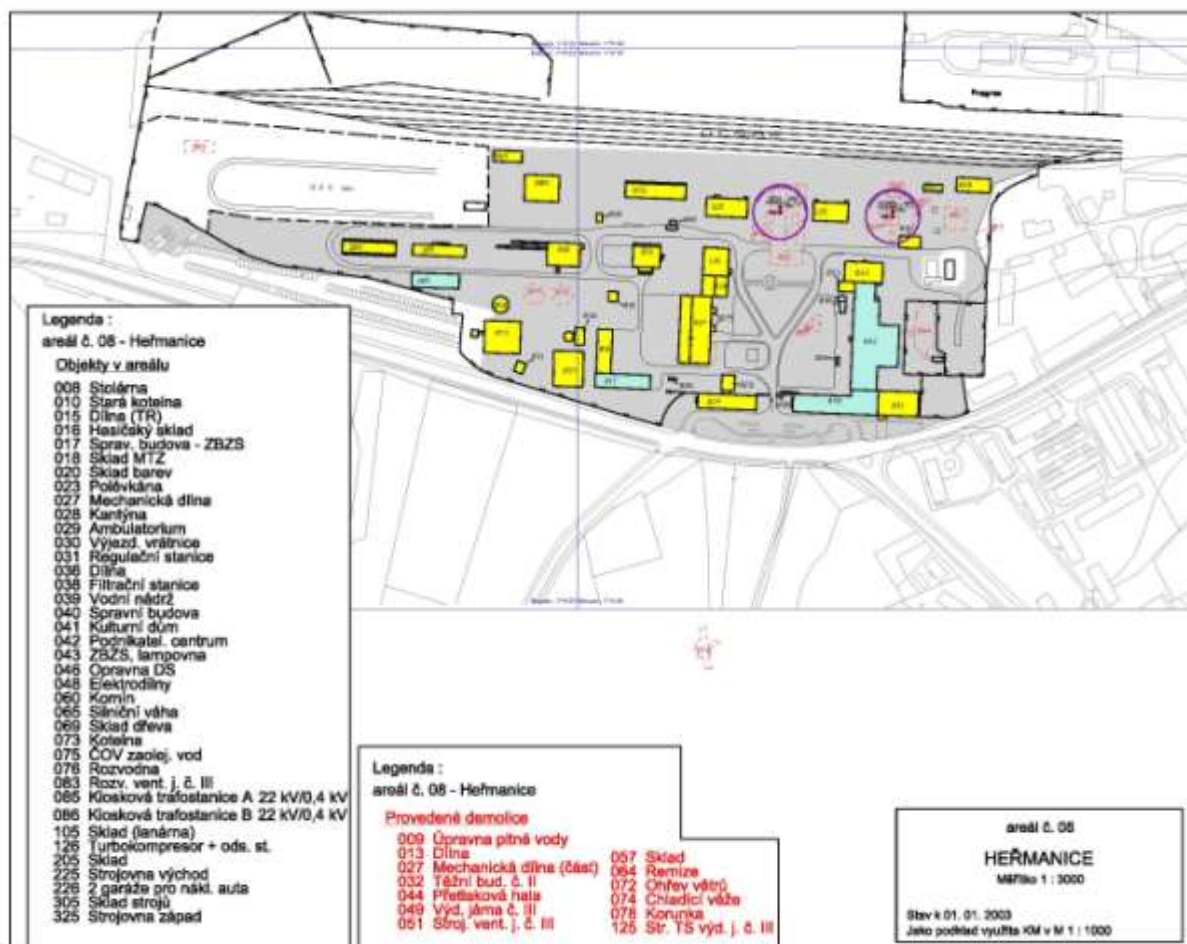 Legenda :
areál č. 08 - Heřmanice
Objekty v areálu
008 Stolárna
010 Stará kotelna
015 Dílna (TR)
016 Hasičský sklad
017 Sprav. budova - ZBZS
018 Sklad MTZ
020 Sklad barev
023 Polévkárna
027 Mechanická dílna
028 Kantýna
029 Ambulatorium
030 Výjezd. vrátnice
031 Regulační stanice
036 Dílna
038 Filtrační stanice
039 Vodní nádrž
040 Správní budova
041 Kulturní dům
042 Podnikatel. centrum
043 ZBZS, lampovna
046 Opravna DS
048 Elektrodílny
060 Komín
065 Silniční váha
069 Sklad dřeva
073 Kotelna
075 ČOV zaolej. vod
076 Rozvodna
083 Rozv. vent. j. č. III
085 Kiosková trafostanice A 22 kV/0,4 kV
086 Kiosková trafostanice B 22 kV/0,4 kV
105 Sklad (lanárna)
126 Turbokompresor + ods. st.
205 Sklad
225 Strojovna východ
226 2 garáže pro nákl. auta
305 Sklad strojů
325 Strojovna západ
Legenda :
areál č. 08 - Heřmanice
Provedené demolice
009 Úpravna pitné vody
013 Dílna
027 Mechanická dílna (část)
032 Těžní bud. č. II
044 Přetlaková hala
049 Výd. jáma č. III
051 Stroj. vent. j. č. III
057 Sklad
064 Remíze
072 Ohřev větrů
074 Chladící věže
078 Korunka
125 Str. TS výd. j. č. III
areál č. 08
HEŘMANICE
Měřítko 1 : 3000
Stav k 01. 01. 2003
Jako podklad využita KM v M 1 : 1000